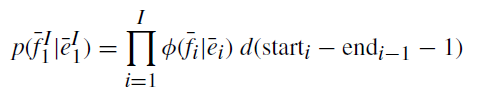 p(f̄₁ᴵ|ē₁ᴵ) = ∏ᵢ₌₁ᴵ ϕ(f̄ᵢ|ēᵢ) d(startᵢ − endᵢ₋₁ − 1)